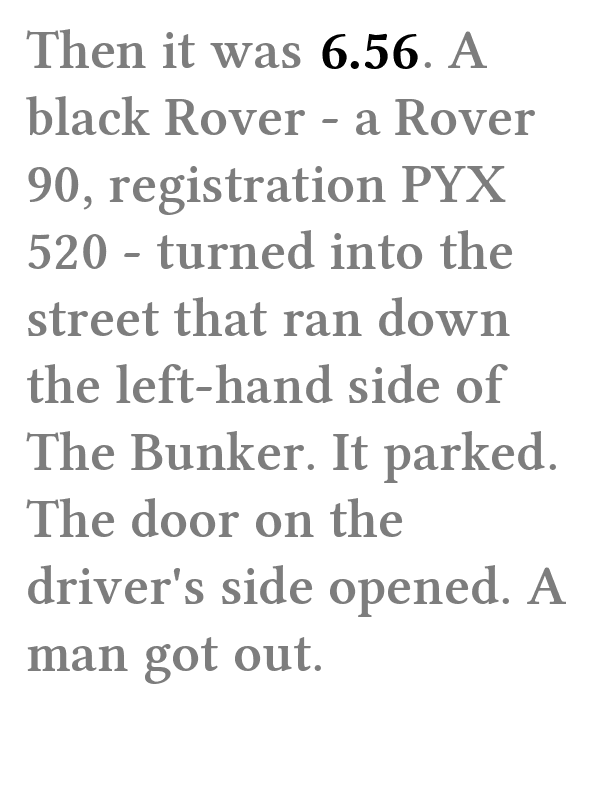 Then it was 6.56. A
black Rover - a Rover
90, registration PYX
520 - turned into the
street that ran down
the left-hand side of
The Bunker. It parked.
The door on the
driver's side opened. A
man got out.